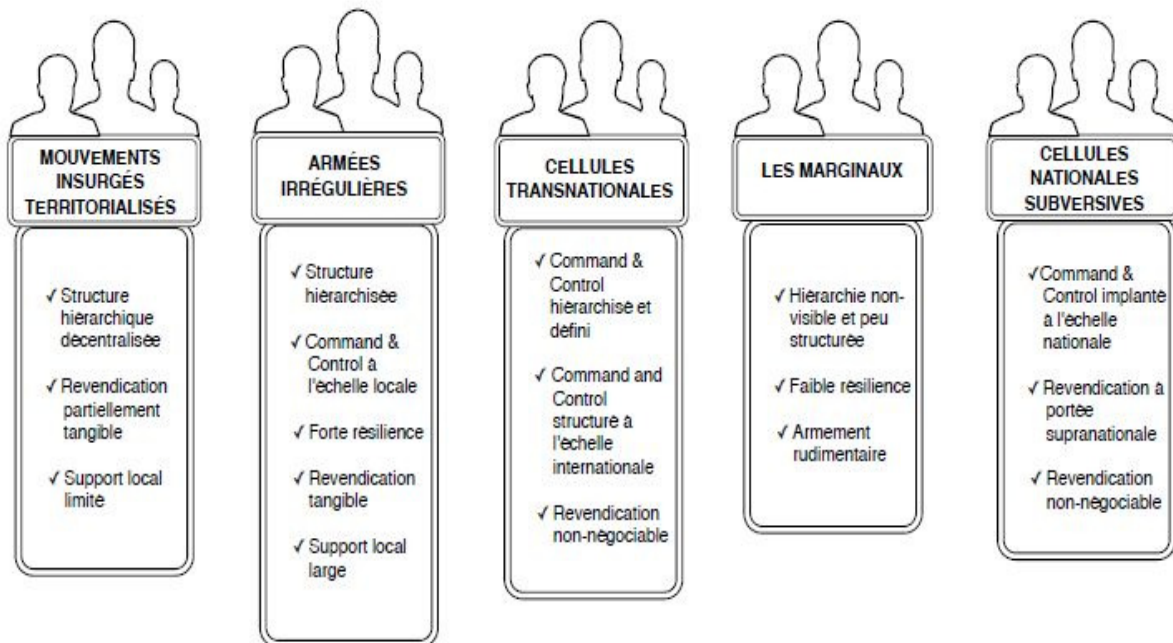 MOUVEMENTS
INSURGÉS
TERRITORIALISÉS
✓ Structure
hiérarchique
décentralisée
✓ Revendication
partiellement
tangible
✓ Support local
limité
ARMÉES
IRRÉGULIÈRES
✓ Structure
hiérarchisée
✓ Command &
Control à
l'échelle locale
✓ Forte résilience
✓ Revendication
tangible
✓ Support local
large
CELLULES
TRANSNATIONALES
✓ Command &
Control
hiérarchisé et
défini
✓ Command and
Control
structuré à
l'échelle
internationale
✓ Revendication
non-négociable
LES MARGINAUX
✓ Hiérarchie non-
visible et peu
structurée
✓ Faible résilience
✓ Armement
rudimentaire
CELLULES
NATIONALES
SUBVERSIVES
✓Command &
Control implanté
à l'échelle
nationale
✓ Revendication à
portée
supranationale
✓ Revendication
non-négociable